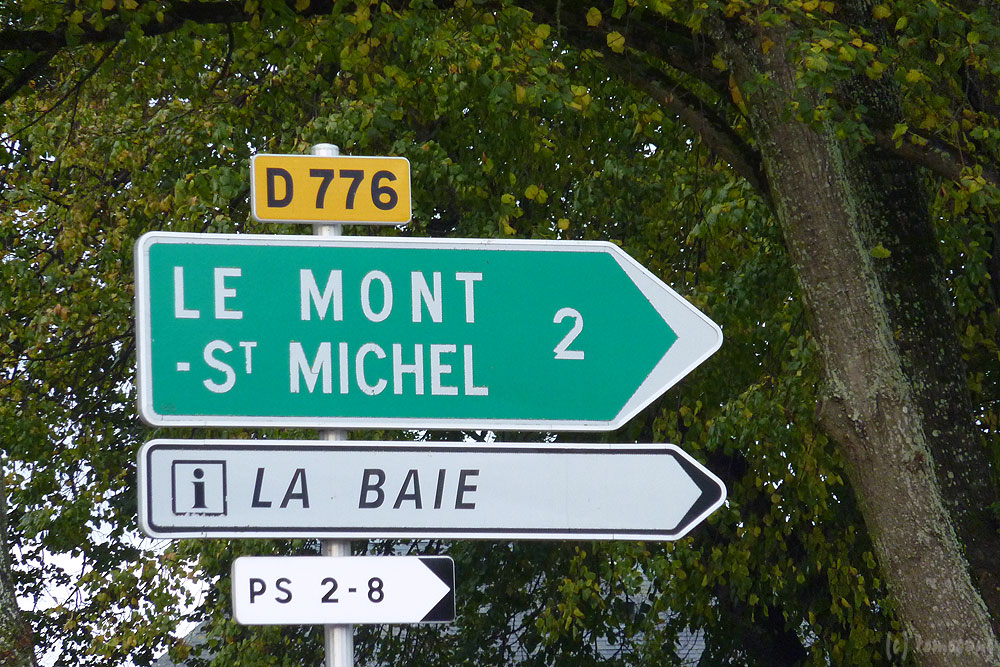 D 776
LE MONT 2
-ST MICHEL
i LA BAIE
PS 2-8